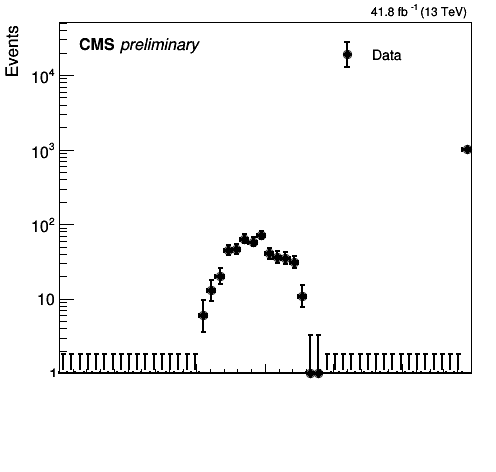 41.8 fb⁻¹ (13 TeV)
CMS preliminary
Data
Events
10⁴
10³
10²
10
1